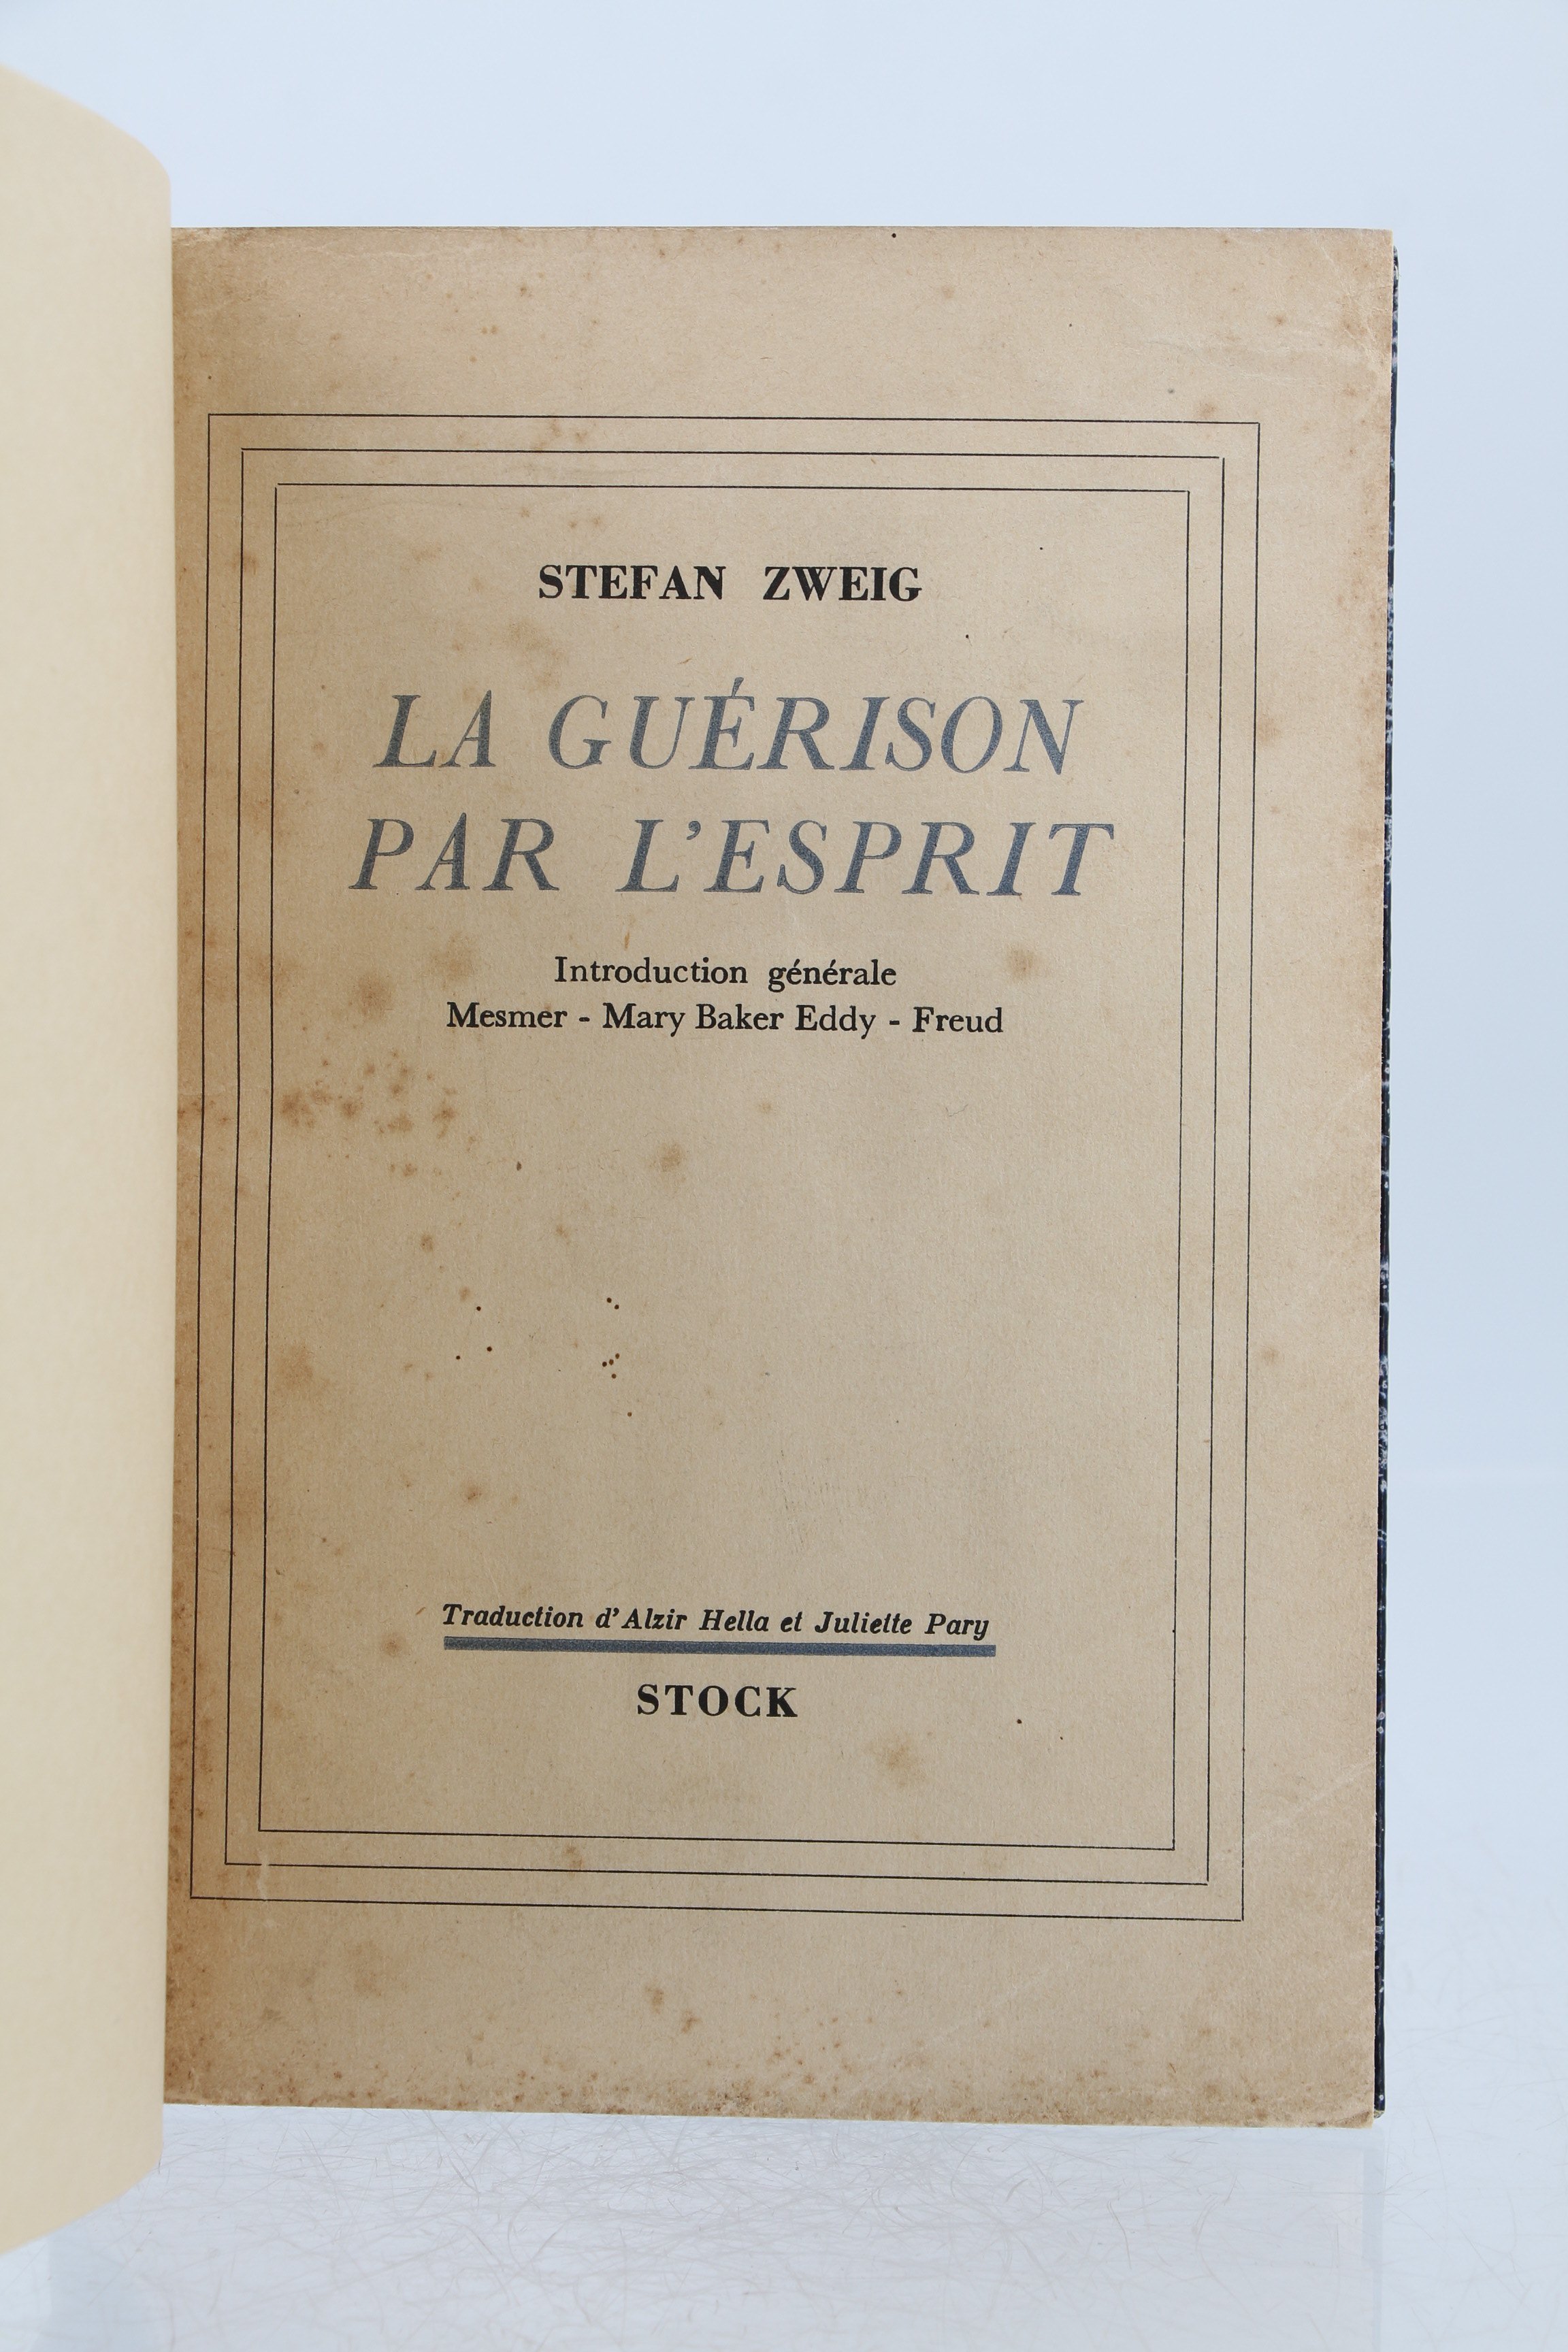 STEFAN ZWEIG
LA GUÉRISON
PAR L'ESPRIT
Introduction générale
Mesmer - Mary Baker Eddy - Freud
Traduction d'Alzir Hella et Juliette Pary
STOCK